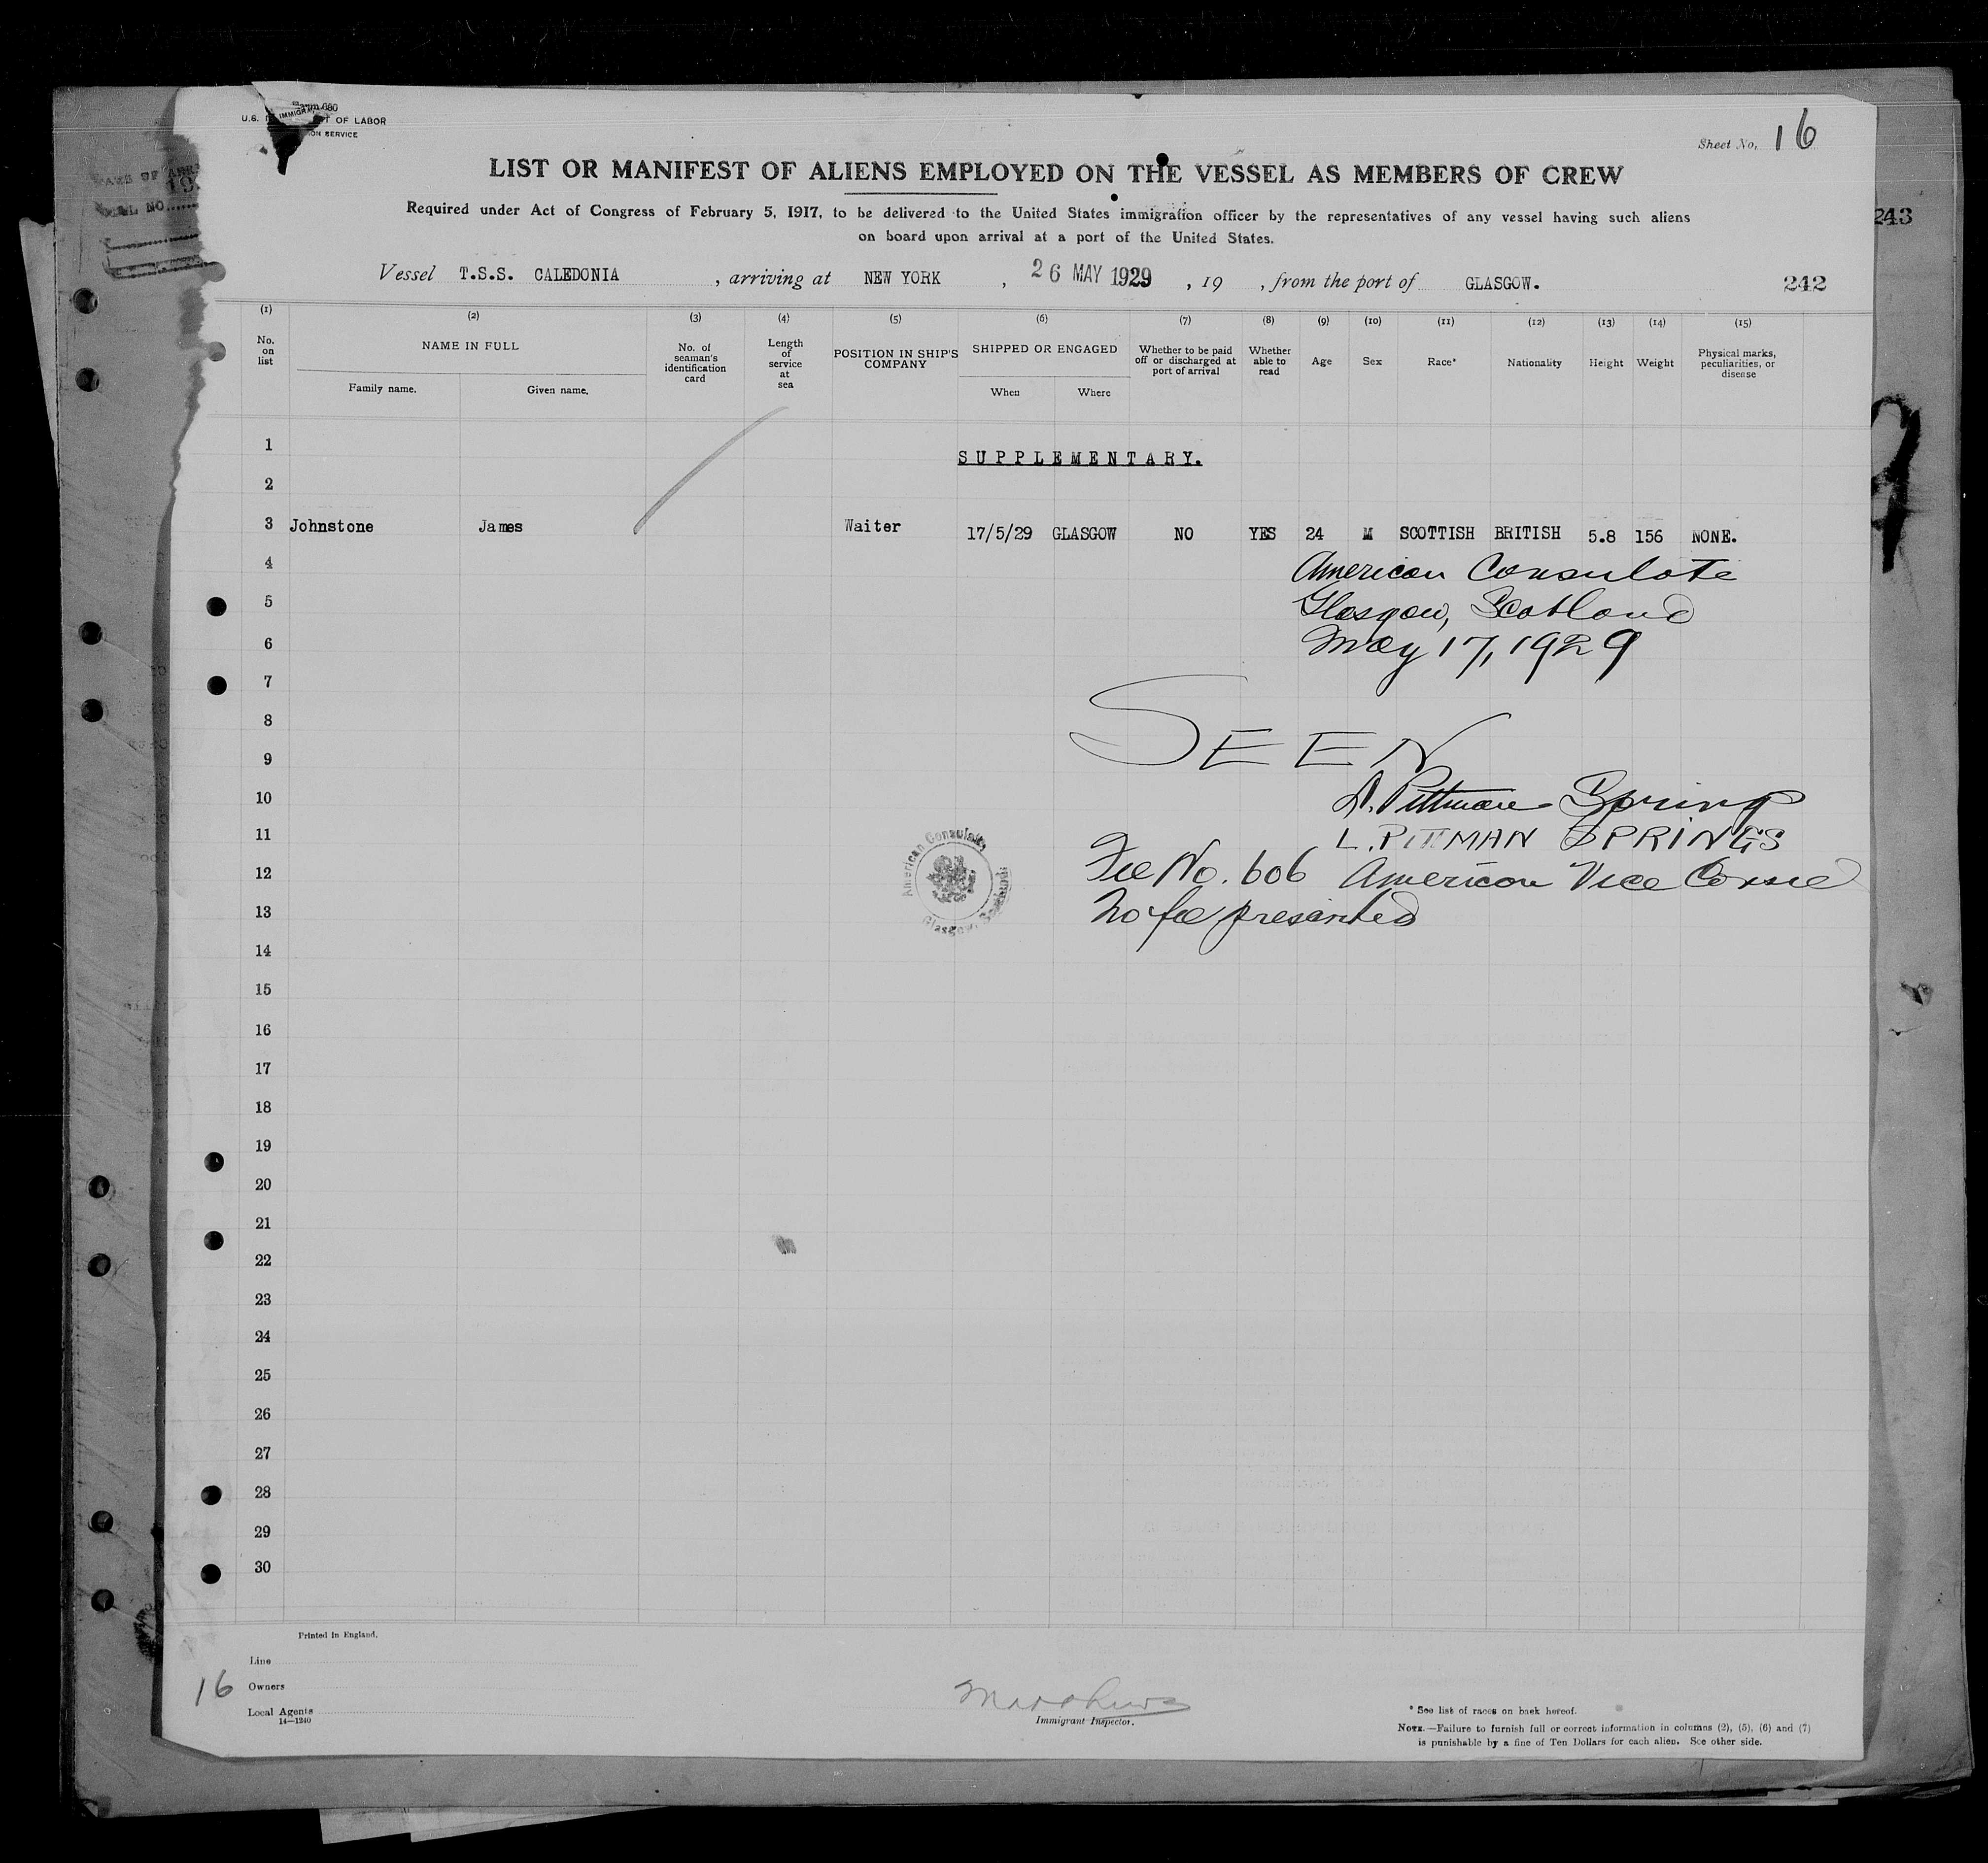 Form 680
U.S. OF LABOR
IMMIGRA ION SERVICE
Sheet No. 16
LIST OR MANIFEST OF ALIENS EMPLOYED ON THE VESSEL AS MEMBERS OF CREW
Required under Act of Congress of February 5, 1917, to be delivered to the United States immigration officer by the representatives of any vessel having such aliens
on board upon arrival at a port of the United States.
243
Vessel T.S.S. CALEDONIA , arriving at NEW YORK , 26 MAY 1929 , 19 , from the port of GLASGOW. 242
(1) (2) (3) (4) (5) (6) (7) (8) (9) (10) (11) (12) (13) (14) (15)
No. on list
NAME IN FULL
Family name. Given name.
No. of seaman's identification card
Length of service at sea
POSITION IN SHIP'S COMPANY
SHIPPED OR ENGAGED
When Where
Whether to be paid off or discharged at port of arrival
Whether able to read
Age
Sex
Race*
Nationality
Height
Weight
Physical marks, peculiarities, or disease
1
SUPPLEMENTARY.
2
3 Johnstone James Waiter 17/5/29 GLASGOW NO YES 24 M SCOTTISH BRITISH 5.8 156 NONE.
4 American Consulate
5 Glasgow, Scotland
6 May 17, 1929
7
8
9 SEEN
10 L. Pittman Springs
11 L. PITTMAN SPRINGS
12 Fee No. 606 American Vice Consul
13 No fee presented
American Consulate
Glasgow, Scotland
14
15
16
17
18
19
20
21
22
23
24
25
26
27
28
29
30
Printed in England.
Line
16 Owners
Local Agents
14—1240
Matthews
Immigrant Inspector.
* See list of races on back hereof.
NOTE.—Failure to furnish full or correct information in columns (2), (5), (6) and (7)
is punishable by a fine of Ten Dollars for each alien. See other side.